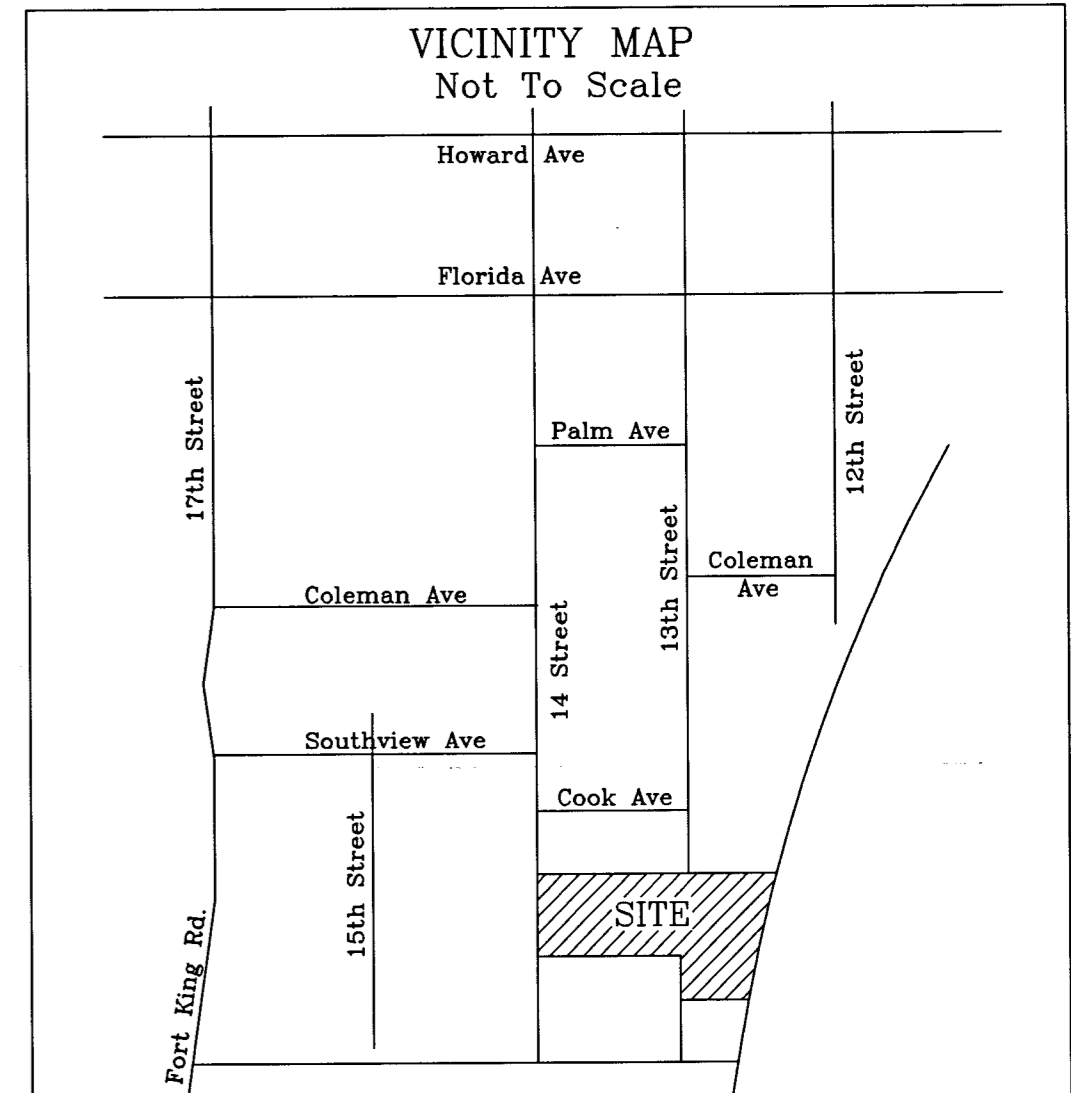 VICINITY MAP
Not To Scale
Howard Ave
Florida Ave
17th Street
12th Street
Palm Ave
13th Street
Coleman
Ave
Coleman Ave
14 Street
Southview Ave
Cook Ave
15th Street
SITE
Fort King Rd.